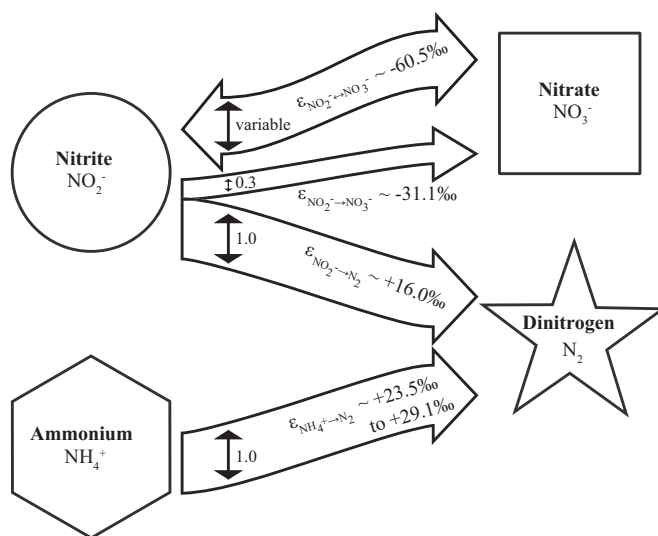 Nitrite
NO₂⁻
Nitrate
NO₃⁻
ε NO₂⁻↔NO₃⁻ ~ -60.5‰
variable
0.3
ε NO₂⁻→NO₃⁻ ~ -31.1‰
1.0
ε NO₂⁻→N₂ ~ +16.0‰
Dinitrogen
N₂
Ammonium
NH₄⁺
ε NH₄⁺→N₂ ~ +23.5‰
to +29.1‰
1.0